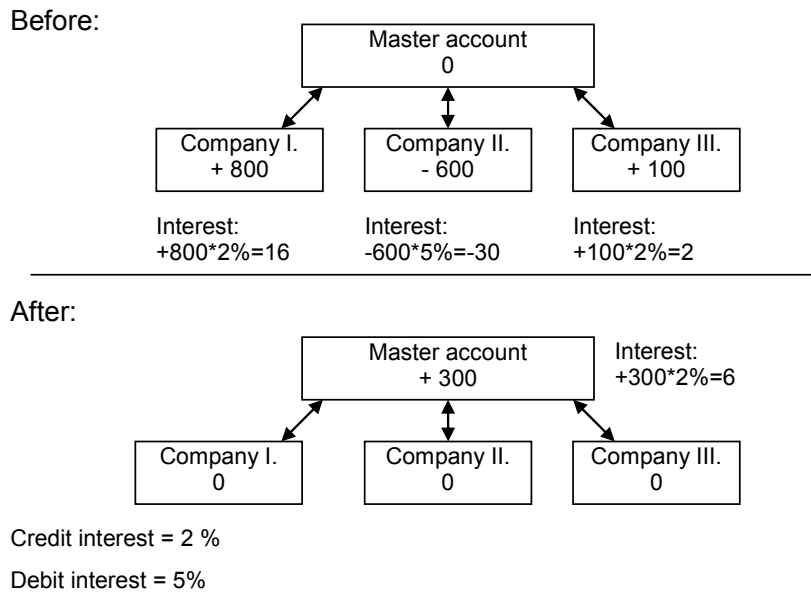 Before:
Master account
0
Company I.
+ 800
Company II.
- 600
Company III.
+ 100
Interest:
+800*2%=16
Interest:
-600*5%=-30
Interest:
+100*2%=2
After:
Master account
+ 300
Interest:
+300*2%=6
Company I.
0
Company II.
0
Company III.
0
Credit interest = 2 %
Debit interest = 5%